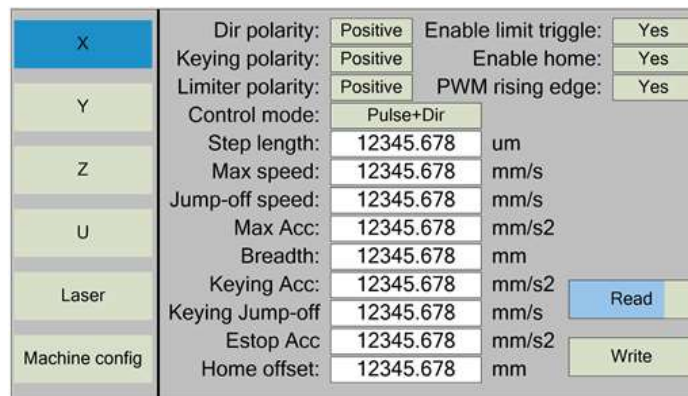 X
Y
Z
U
Laser
Machine config
Dir polarity: Positive Enable limit triggle: Yes
Keying polarity: Positive Enable home: Yes
Limiter polarity: Positive PWM rising edge: Yes
Control mode: Pulse+Dir
Step length: 12345.678 um
Max speed: 12345.678 mm/s
Jump-off speed: 12345.678 mm/s
Max Acc: 12345.678 mm/s2
Breadth: 12345.678 mm
Keying Acc: 12345.678 mm/s2
Keying Jump-off 12345.678 mm/s
Estop Acc 12345.678 mm/s2
Home offset: 12345.678 mm
Read
Write